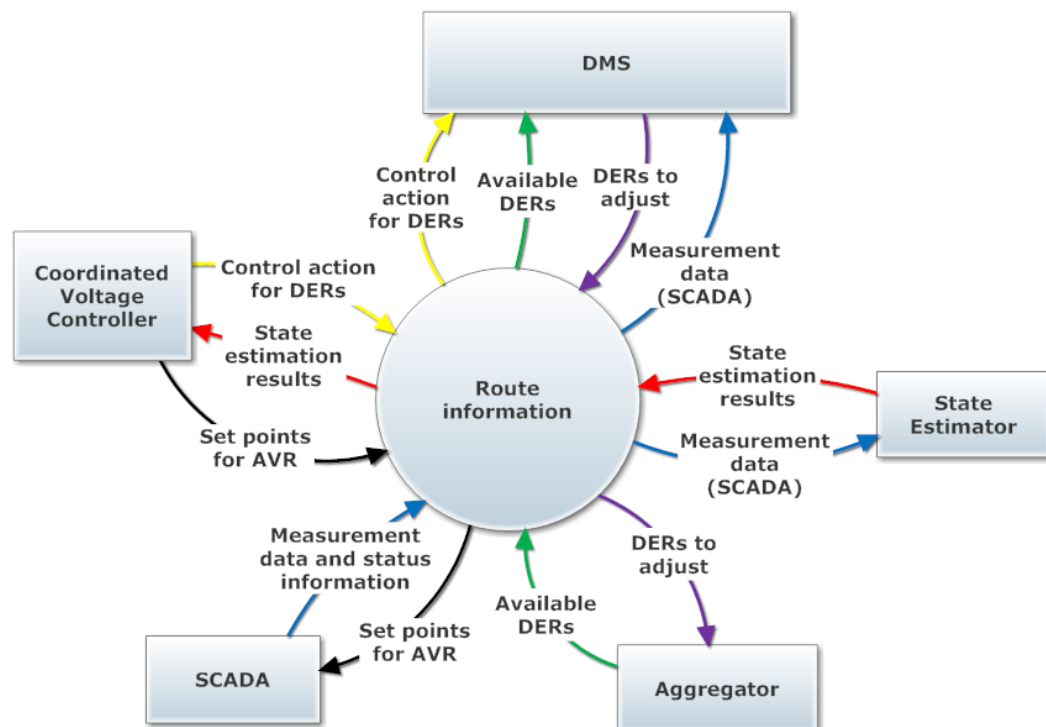 DMS
Control
action
for DERs
Available
DERs
DERs to
adjust
Measurement
data
(SCADA)
Coordinated
Voltage
Controller
Control action
for DERs
State
estimation
results
Set points
for AVR
Route
information
State
estimation
results
State
Estimator
Measurement
data
(SCADA)
Measurement
data and status
information
Set points
for AVR
SCADA
Available
DERs
DERs to
adjust
Aggregator